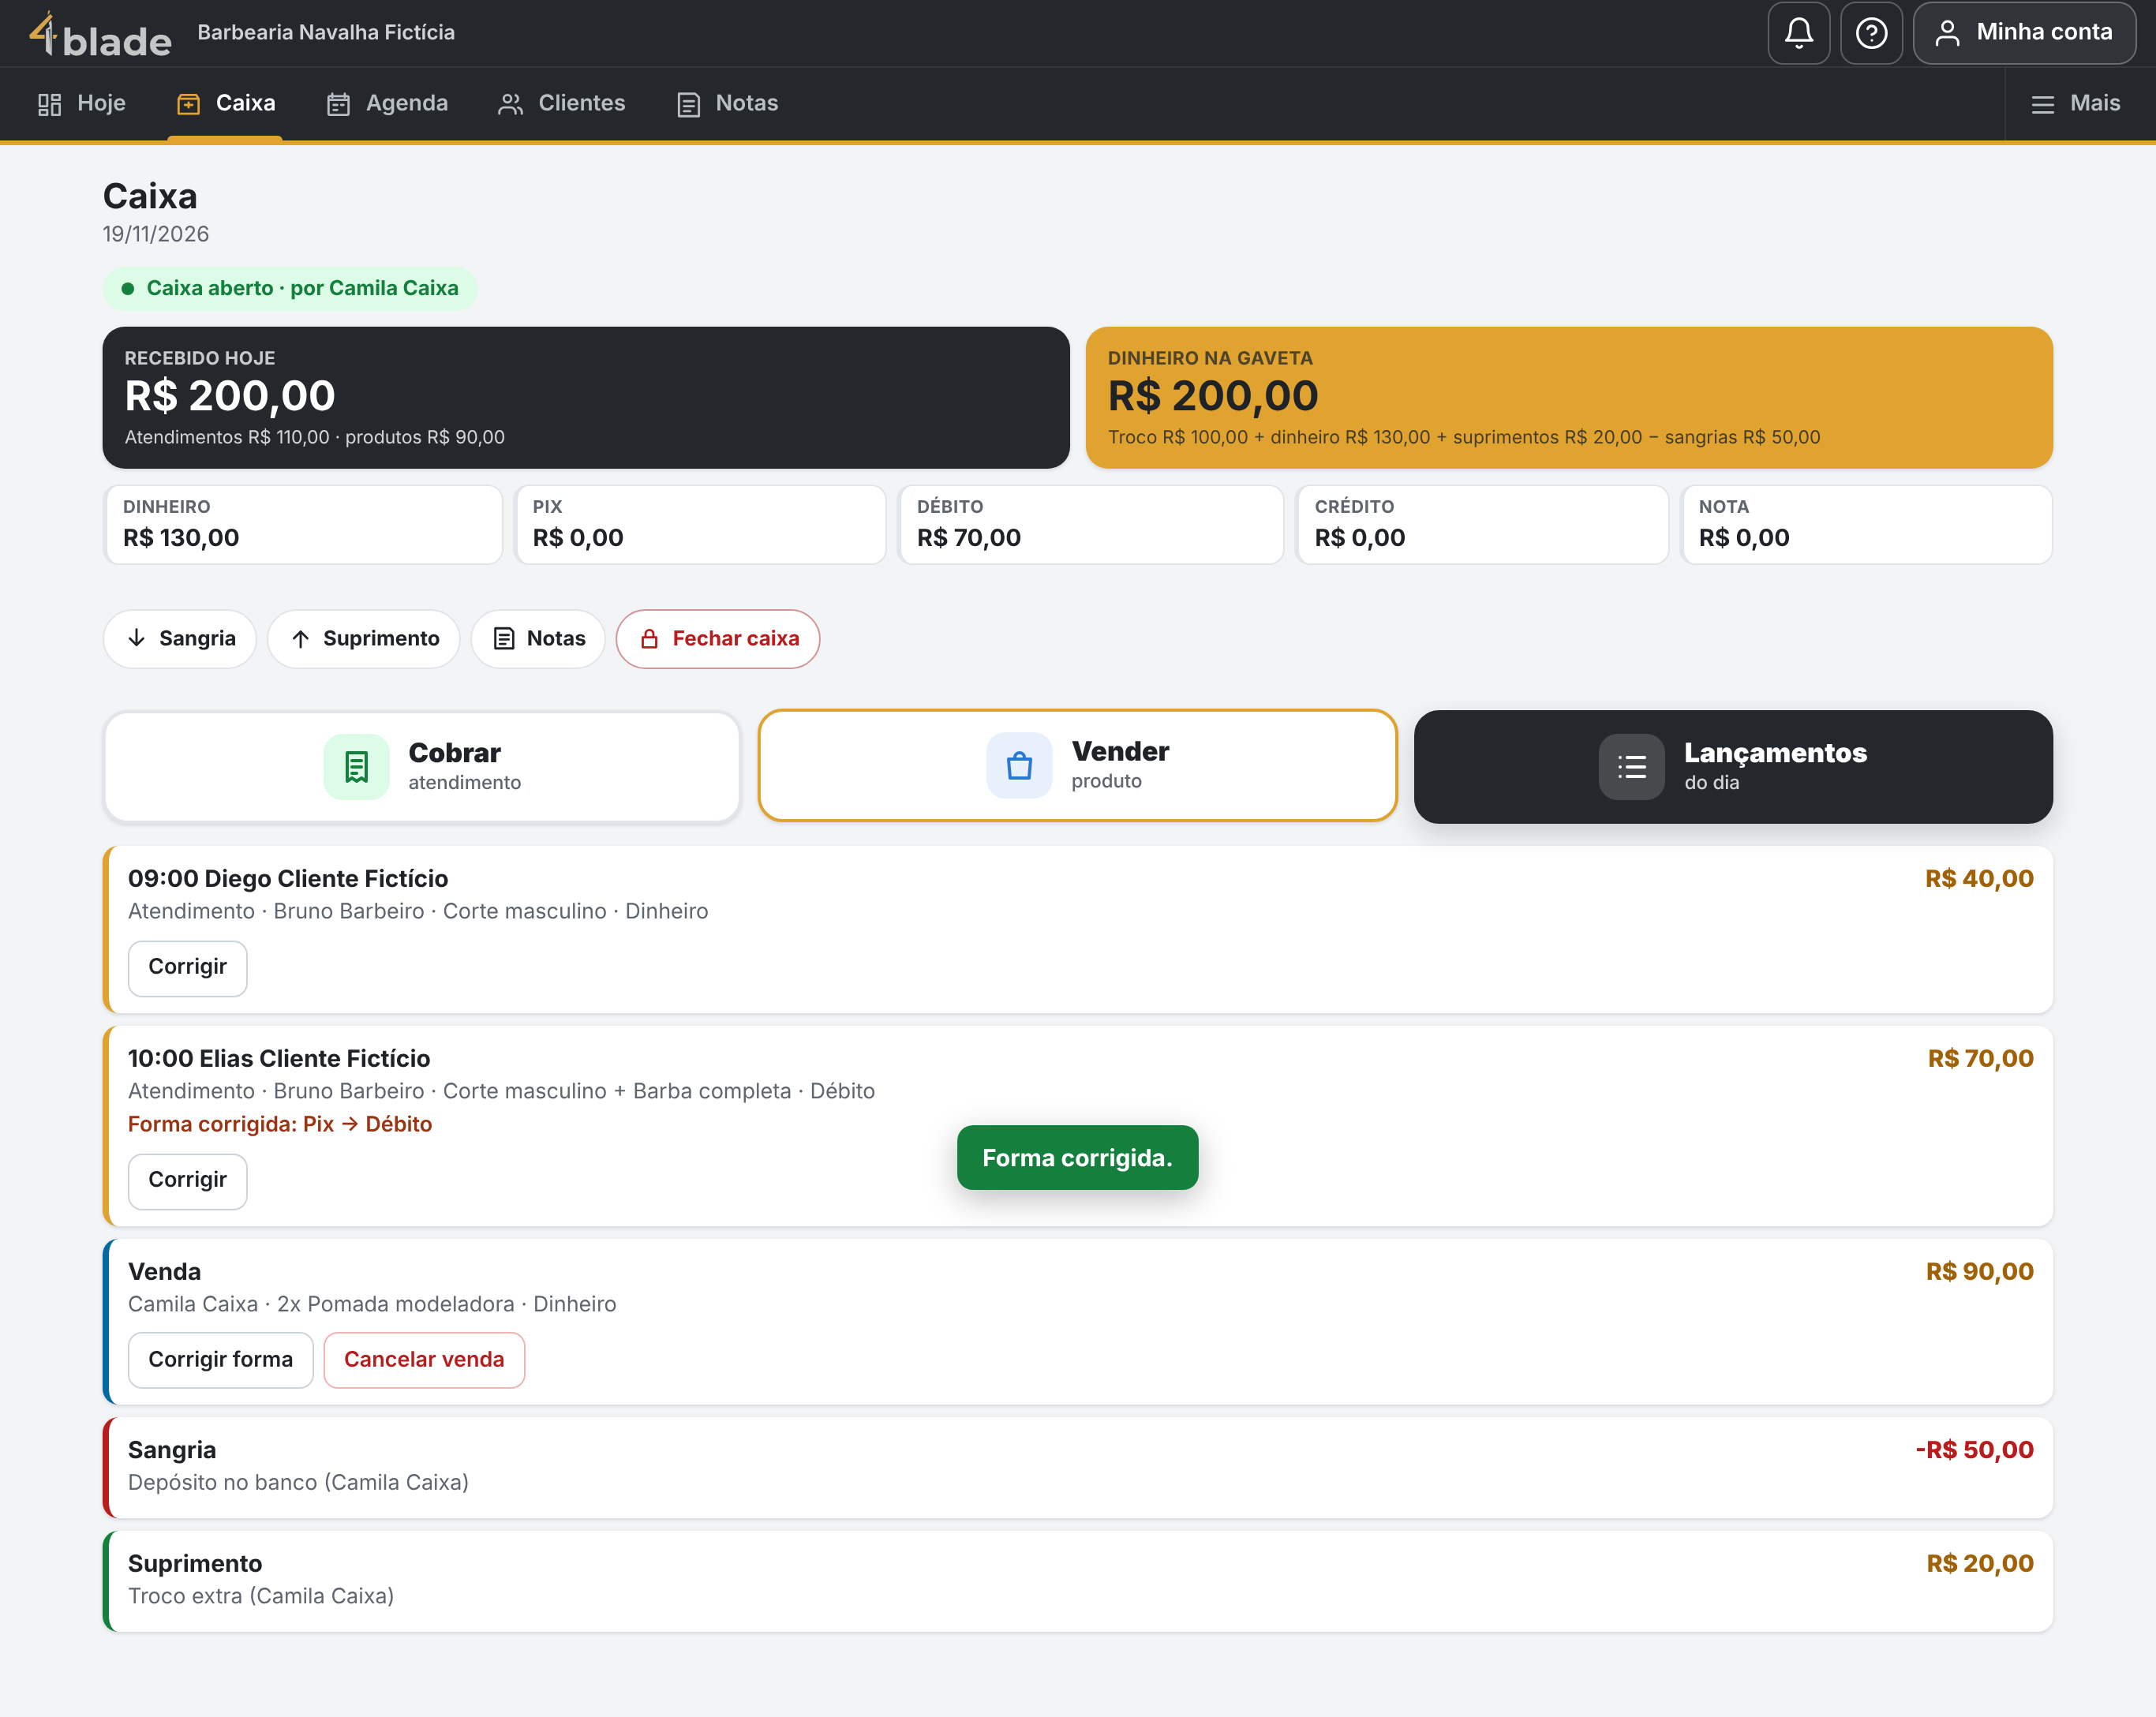 4blade
Barbearia Navalha Fictícia
Minha conta
Hoje
Caixa
Agenda
Clientes
Notas
Mais
Caixa
19/11/2026
Caixa aberto · por Camila Caixa
RECEBIDO HOJE
R$ 200,00
Atendimentos R$ 110,00 · produtos R$ 90,00
DINHEIRO NA GAVETA
R$ 200,00
Troco R$ 100,00 + dinheiro R$ 130,00 + suprimentos R$ 20,00 − sangrias R$ 50,00
DINHEIRO
R$ 130,00
PIX
R$ 0,00
DÉBITO
R$ 70,00
CRÉDITO
R$ 0,00
NOTA
R$ 0,00
Sangria
Suprimento
Notas
Fechar caixa
Cobrar
atendimento
Vender
produto
Lançamentos
do dia
09:00 Diego Cliente Fictício
R$ 40,00
Atendimento · Bruno Barbeiro · Corte masculino · Dinheiro
Corrigir
10:00 Elias Cliente Fictício
R$ 70,00
Atendimento · Bruno Barbeiro · Corte masculino + Barba completa · Débito
Forma corrigida: Pix → Débito
Forma corrigida.
Corrigir
Venda
R$ 90,00
Camila Caixa · 2x Pomada modeladora · Dinheiro
Corrigir forma
Cancelar venda
Sangria
-R$ 50,00
Depósito no banco (Camila Caixa)
Suprimento
R$ 20,00
Troco extra (Camila Caixa)